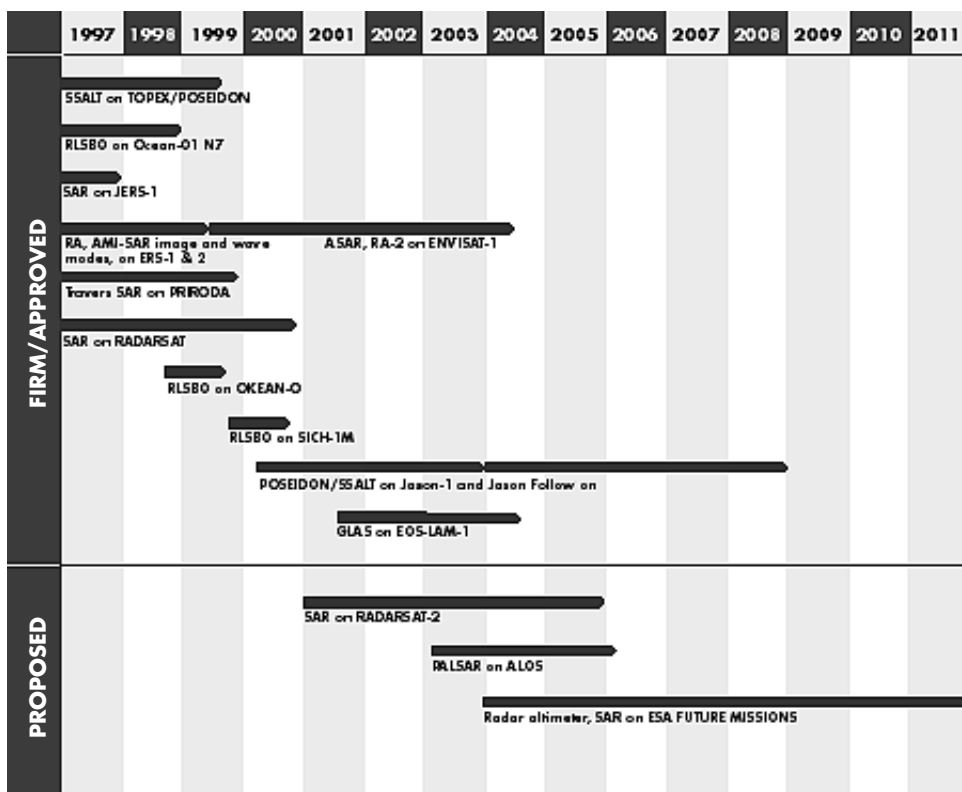 1997 1998 1999 2000 2001 2002 2003 2004 2005 2006 2007 2008 2009 2010 2011
FIRM/APPROVED
SSALT on TOPEX/POSEIDON
RLSBO on Ocean-01 N7
SAR on JERS-1
RA, AMI-SAR image and wave
modes, on ERS-1 & 2
ASAR, RA-2 on ENVISAT-1
Travers SAR on PRIRODA
SAR on RADARSAT
RLSBO on OKEAN-O
RLSBO on SICH-1M
POSEIDON/SSALT on Jason-1 and Jason Follow on
GLAS on EOS-LAM-1
PROPOSED
SAR on RADARSAT-2
PALSAR on ALOS
Radar altimeter, SAR on ESA FUTURE MISSIONS